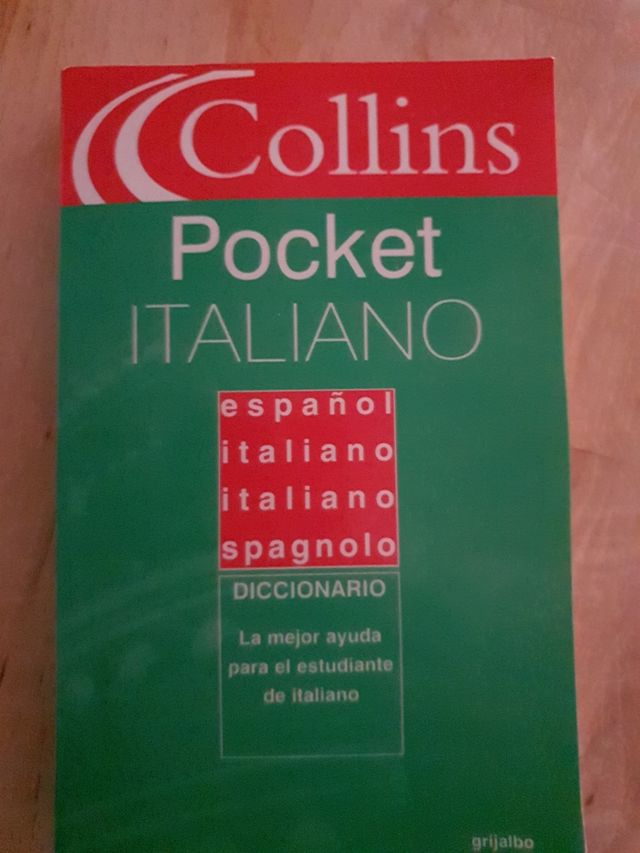 Collins
Pocket
ITALIANO
español
italiano
italiano
spagnolo
DICCIONARIO
La mejor ayuda
para el estudiante
de italiano
grijalbo